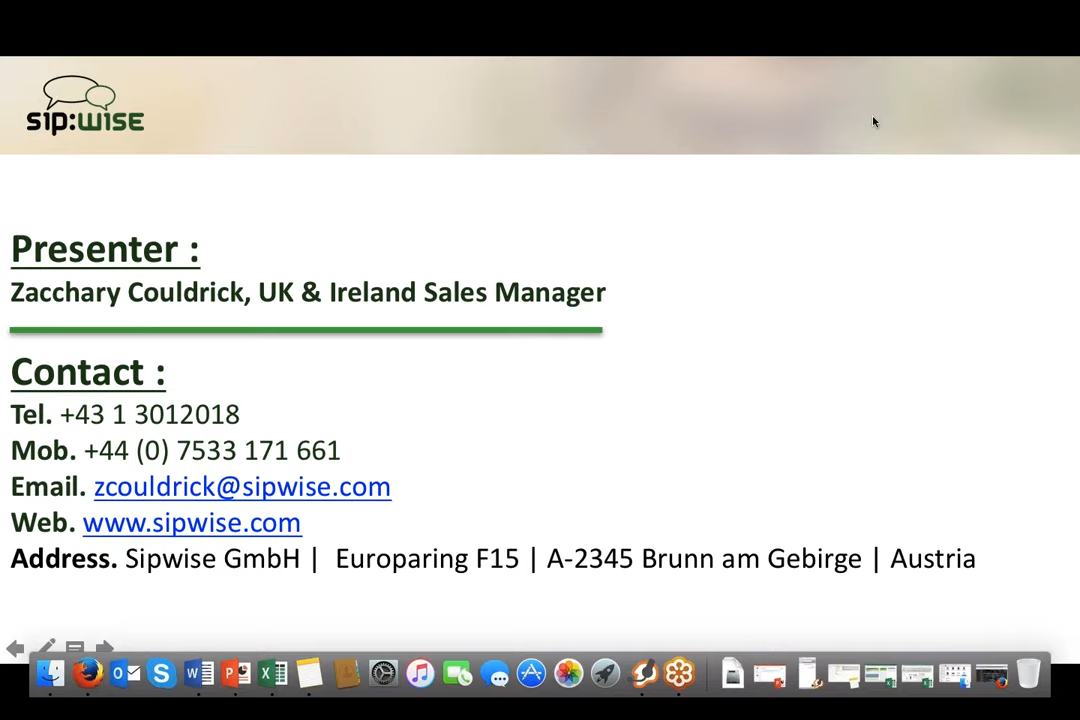 sip:wise
Presenter :
Zacchary Couldrick, UK & Ireland Sales Manager
Contact :
Tel. +43 1 3012018
Mob. +44 (0) 7533 171 661
Email. zcouldrick@sipwise.com
Web. www.sipwise.com
Address. Sipwise GmbH | Europaring F15 | A-2345 Brunn am Gebirge | Austria